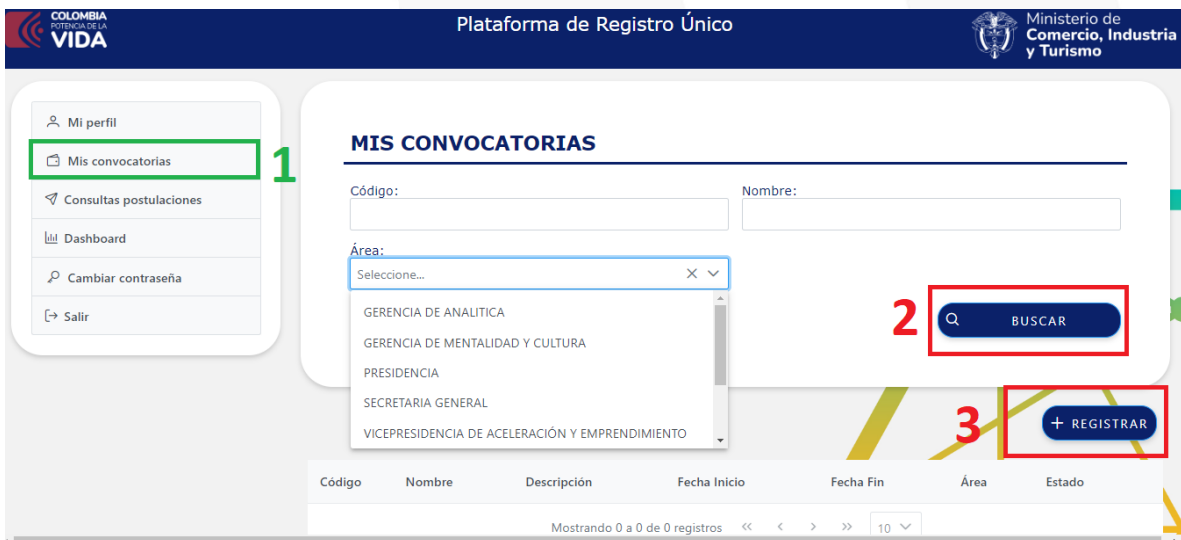 COLOMBIA
POTENCIA DE LA
VIDA
Plataforma de Registro Único
Ministerio de
Comercio, Industria
y Turismo
Mi perfil
Mis convocatorias
1
Consultas postulaciones
Dashboard
Cambiar contraseña
Salir
MIS CONVOCATORIAS
Código:
Nombre:
Área:
Seleccione...
GERENCIA DE ANALITICA
GERENCIA DE MENTALIDAD Y CULTURA
PRESIDENCIA
SECRETARIA GENERAL
VICEPRESIDENCIA DE ACELERACIÓN Y EMPRENDIMIENTO
2
BUSCAR
3
+ REGISTRAR
Código Nombre Descripción Fecha Inicio Fecha Fin Área Estado
Mostrando 0 a 0 de 0 registros << < > >> 10